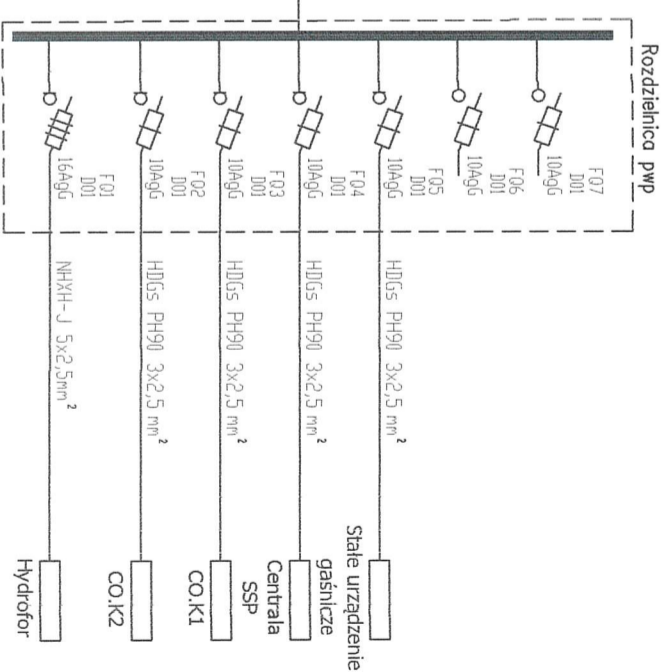 Rozdzielnica pwp
FQ1
D01
16AgG
FQ2
D01
10AgG
FQ3
D01
10AgG
FQ4
D01
10AgG
FQ5
D01
10AgG
FQ6
D01
10AgG
FQ7
D01
10AgG
NHXH-J 5x2,5mm²
HDGs PH90 3x2,5 mm²
HDGs PH90 3x2,5 mm²
HDGs PH90 3x2,5 mm²
HDGs PH90 3x2,5 mm²
Hydrofor
CO.K2
CO.K1
Centrala
SSP
Stałe urządzenie
gaśnicze